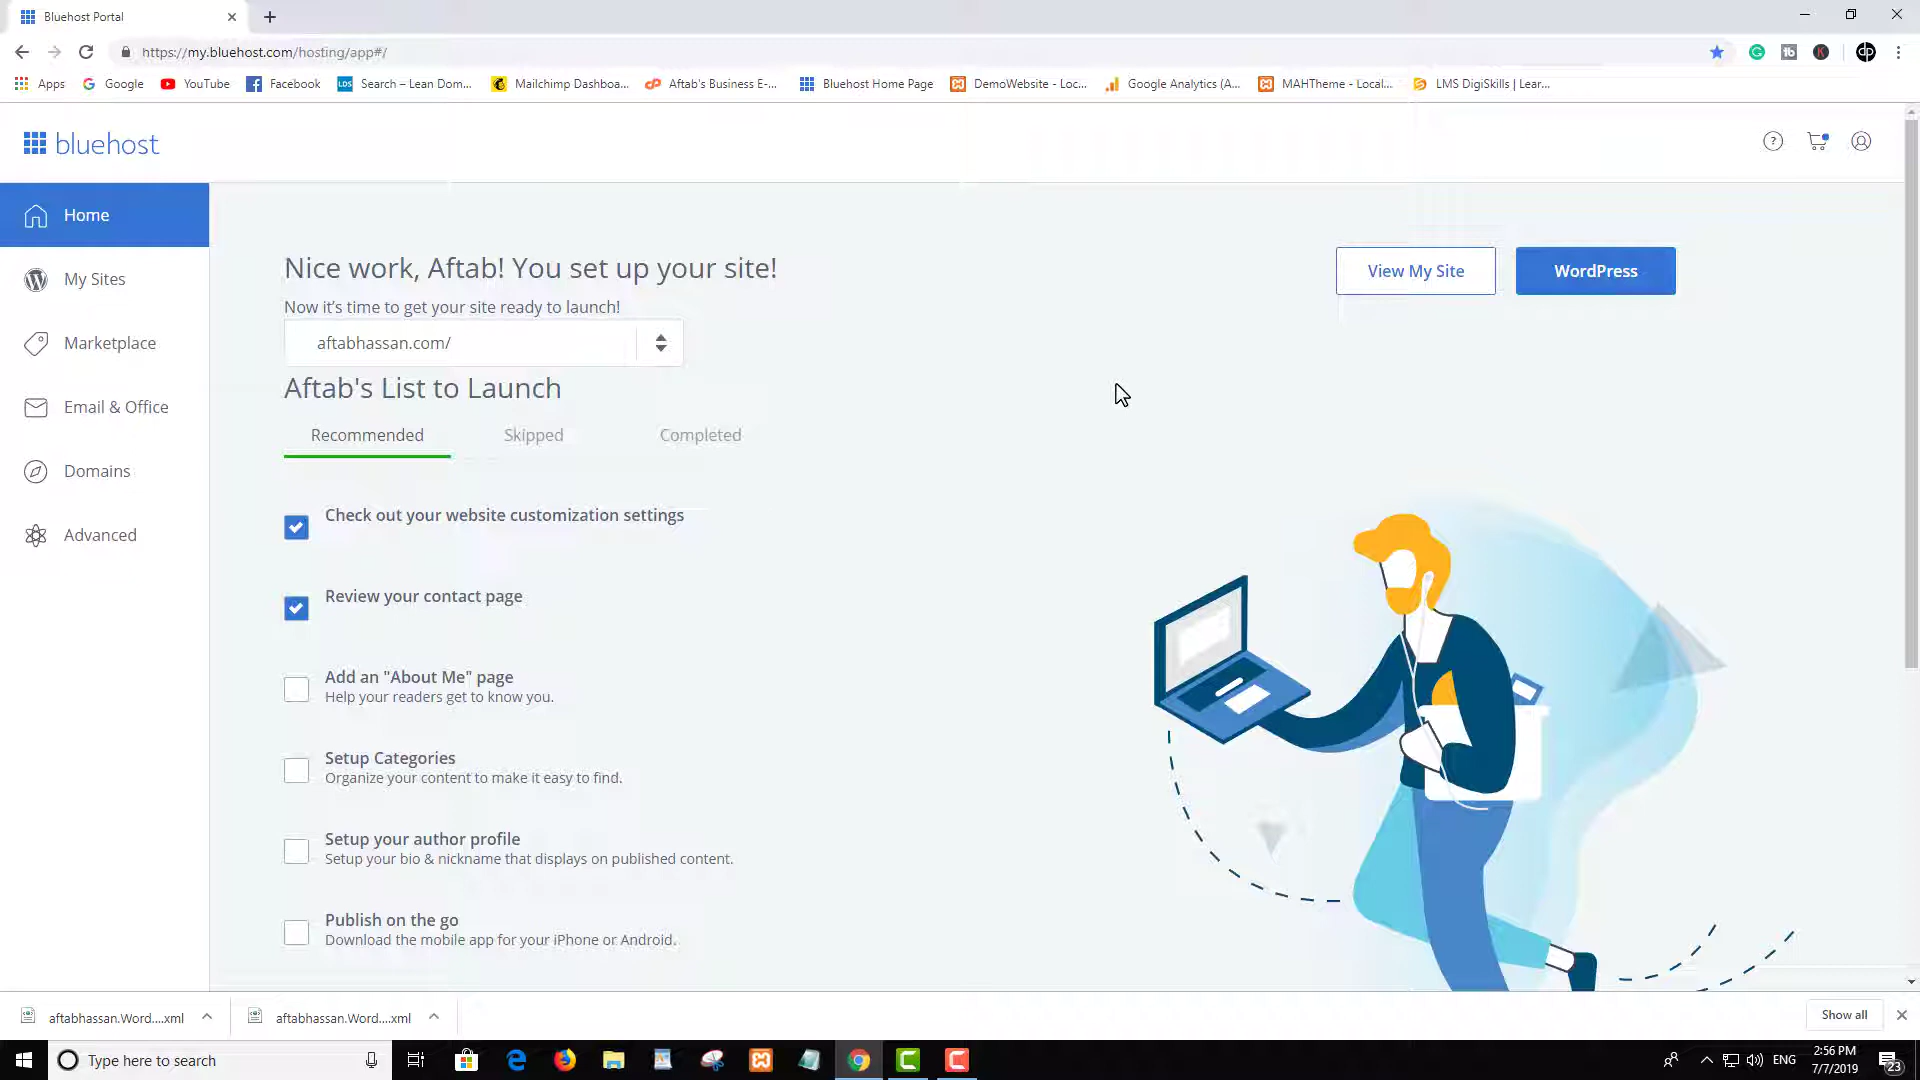 Bluehost Portal
https://my.bluehost.com/hosting/app#/
Apps
Google
YouTube
Facebook
Search – Lean Dom...
Mailchimp Dashboa...
Aftab's Business E-...
Bluehost Home Page
DemoWebsite - Loc...
Google Analytics (A...
MAHTheme - Local...
LMS DigiSkills | Lear...
bluehost
Home
My Sites
Marketplace
Email & Office
Domains
Advanced
Nice work, Aftab! You set up your site!
Now it's time to get your site ready to launch!
View My Site
WordPress
aftabhassan.com/
Aftab's List to Launch
Recommended
Skipped
Completed
Check out your website customization settings
Review your contact page
Add an "About Me" page
Help your readers get to know you.
Setup Categories
Organize your content to make it easy to find.
Setup your author profile
Setup your bio & nickname that displays on published content.
Publish on the go
Download the mobile app for your iPhone or Android.
aftabhassan.Word....xml
aftabhassan.Word....xml
Show all
Type here to search
ENG
2:56 PM
7/7/2019
23